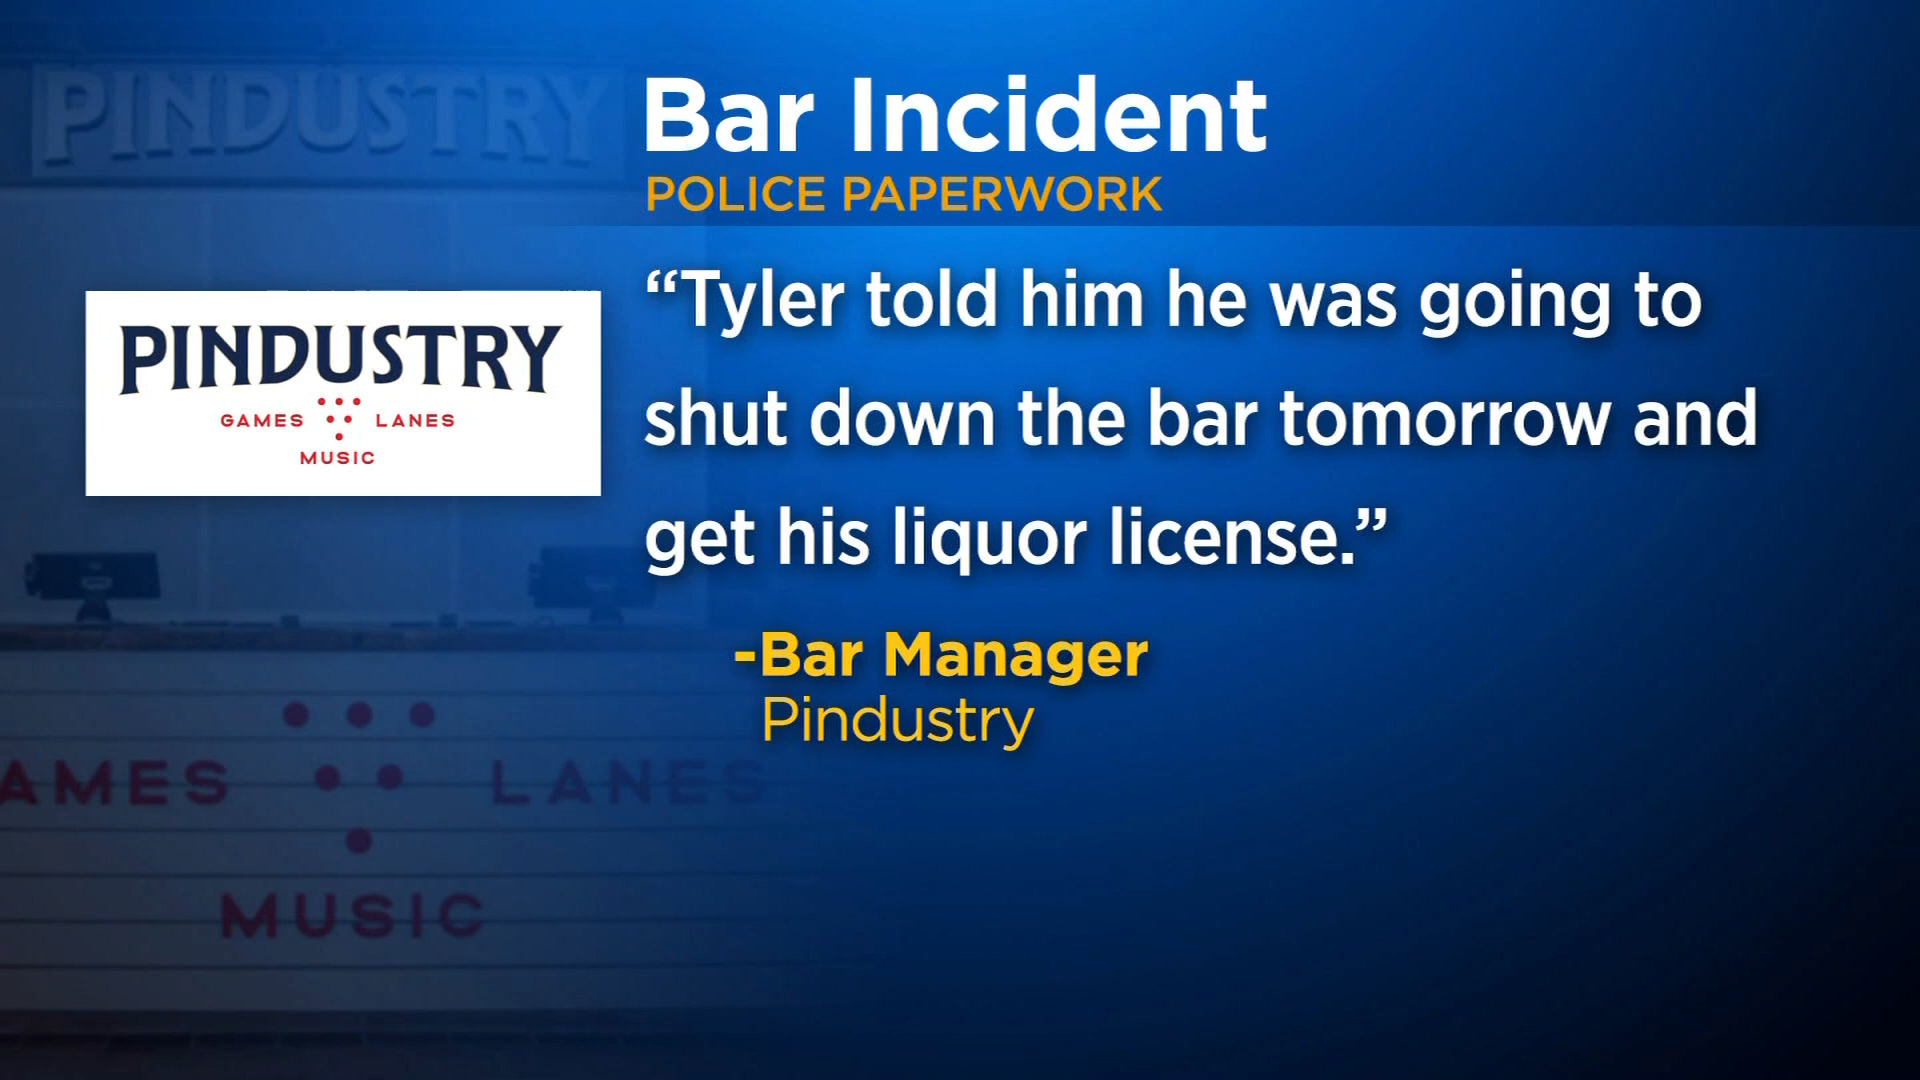 PINDUSTRY
Bar Incident
POLICE PAPERWORK
PINDUSTRY
GAMES LANES
MUSIC
“Tyler told him he was going to
shut down the bar tomorrow and
get his liquor license.”
-Bar Manager
Pindustry
AMES LANES
MUSIC